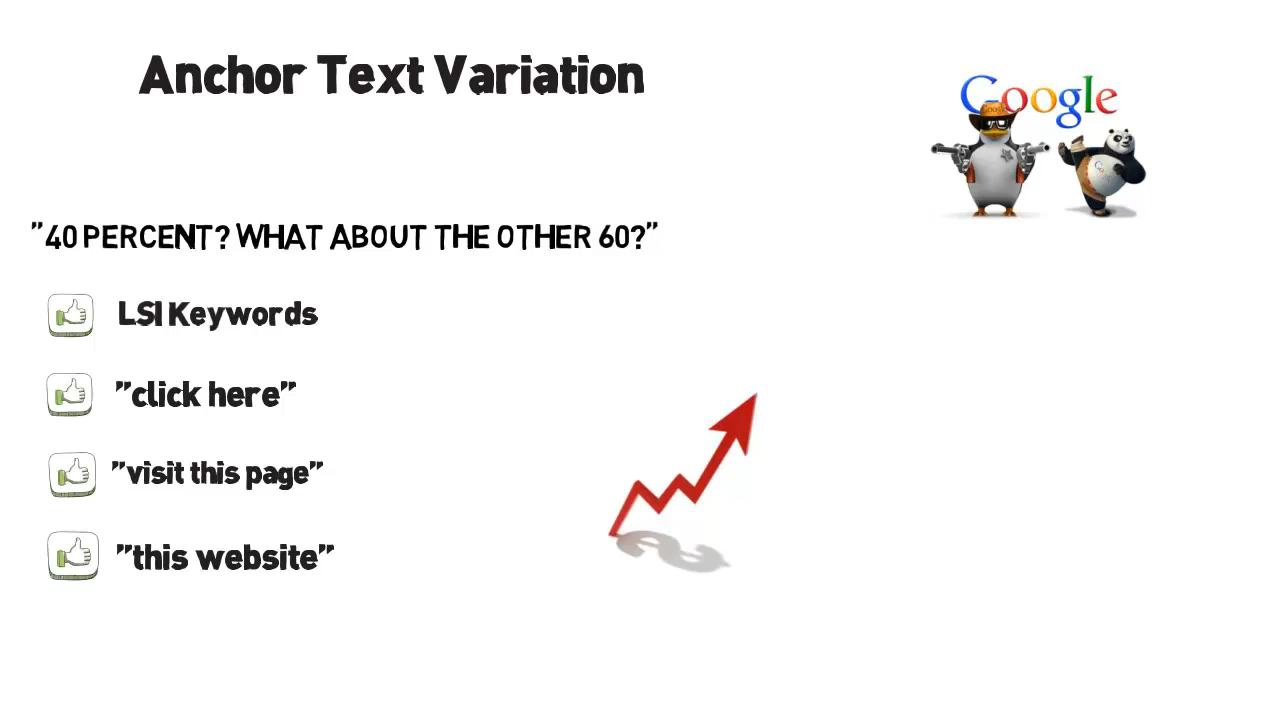 Anchor Text Variation
Google
"40 PERCENT? WHAT ABOUT THE OTHER 60?"
LSI Keywords
"click here"
"visit this page"
"this website"